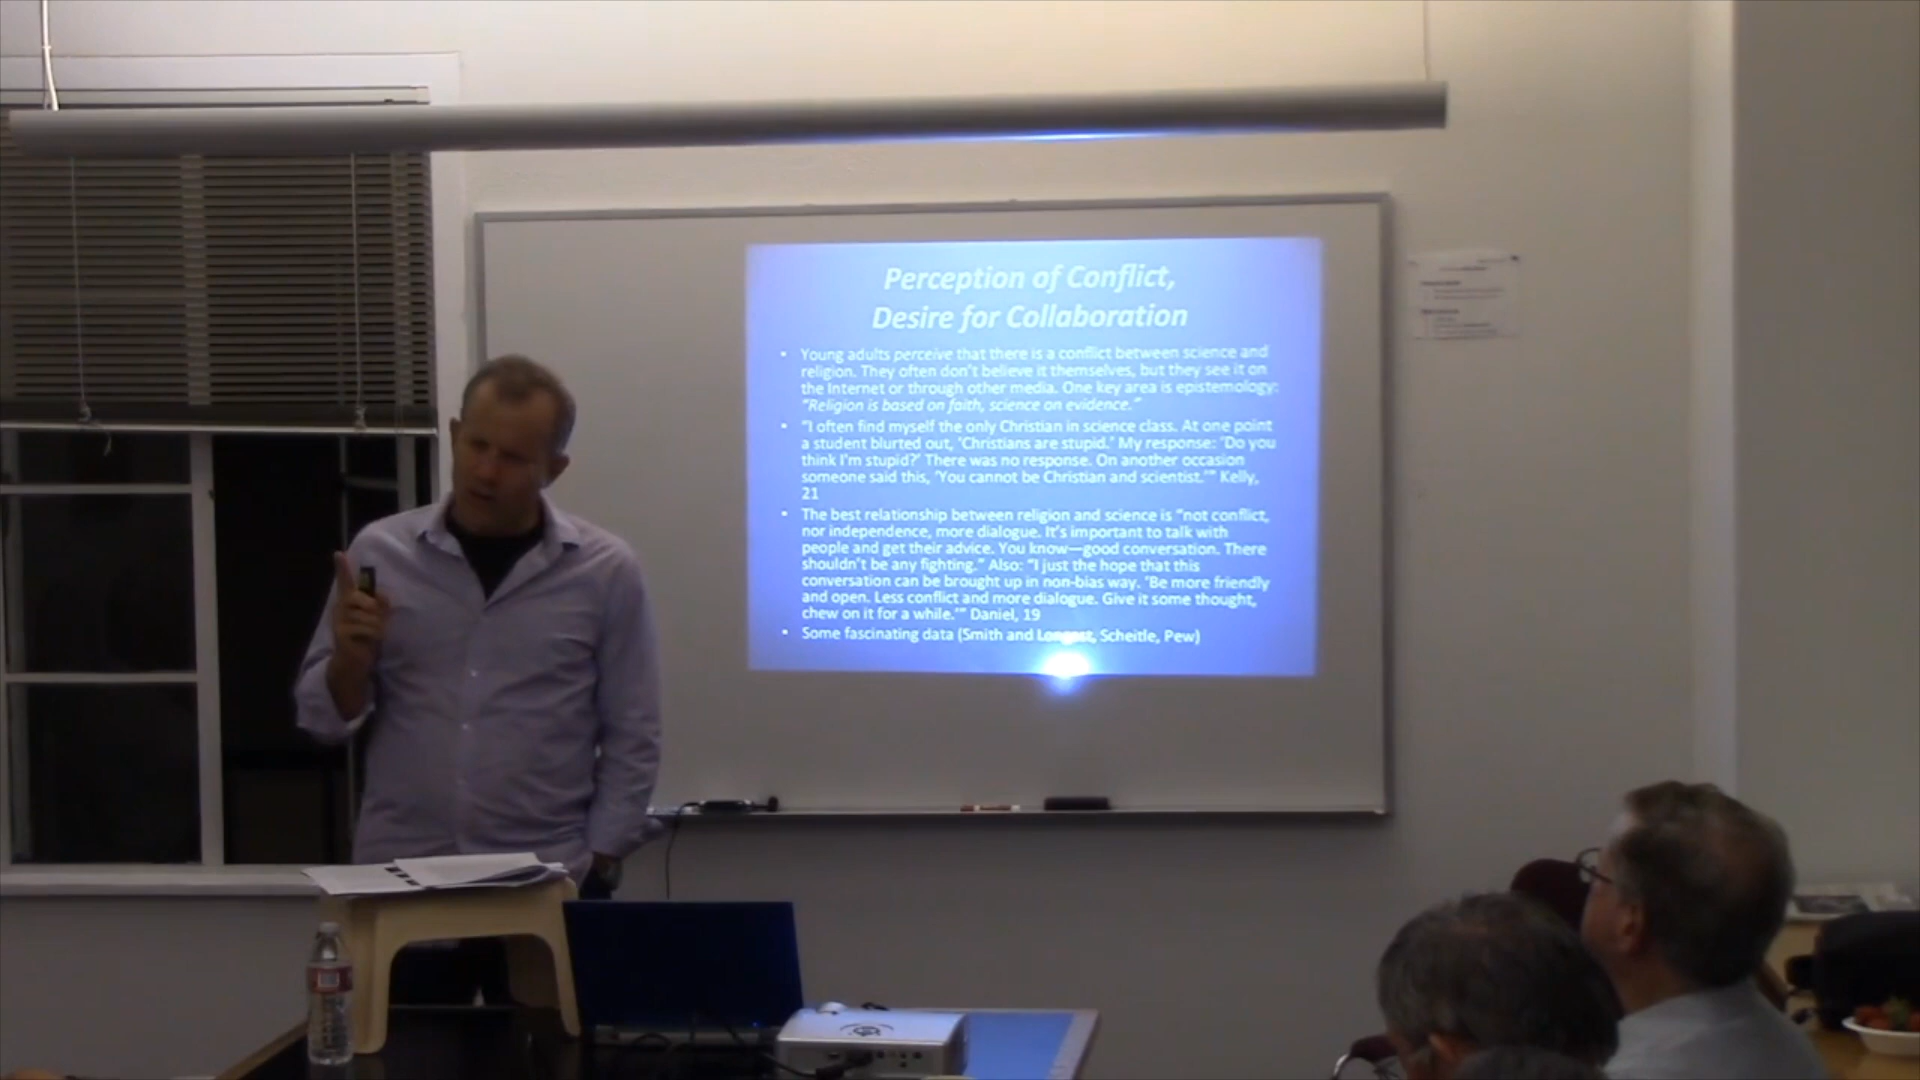 Perception of Conflict,
Desire for Collaboration
• Young adults perceive that there is a conflict between science and
religion. They often don't believe it themselves, but they see it on
the Internet or through other media. One key area is epistemology:
"Religion is based on faith, science on evidence."
• "I often find myself the only Christian in science class. At one point
a student blurted out, 'Christians are stupid.' My response: 'Do you
think I'm stupid?' There was no response. On another occasion
someone said this, 'You cannot be Christian and scientist.'" Kelly,
21
• The best relationship between religion and science is "not conflict,
nor independence, more dialogue. It's important to talk with
people and get their advice. You know—good conversation. There
shouldn't be any fighting." Also: "I just the hope that this
conversation can be brought up in non-bias way. 'Be more friendly
and open. Less conflict and more dialogue. Give it some thought,
chew on it for a while.'" Daniel, 19
• Some fascinating data (Smith and Longest, Scheitle, Pew)